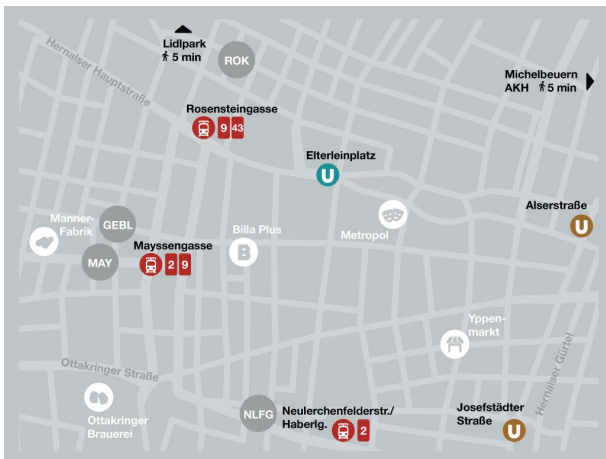 Lidlpark
5 min
ROK
Hernalser Hauptstraße
Michelbeuern
AKH 5 min
Rosensteingasse
9 43
Elterleinplatz
U
Alserstraße
U
Manner-
Fabrik
GEBL
Mayssengasse
MAY
2 9
Billa Plus
B
Metropol
Yppen-
markt
Hernalser Gürtel
Ottakringer Straße
Ottakringer
Brauerei
NLFG
Neulerchenfelderstr./
Haberlg.
2
Josefstädter
Straße
U